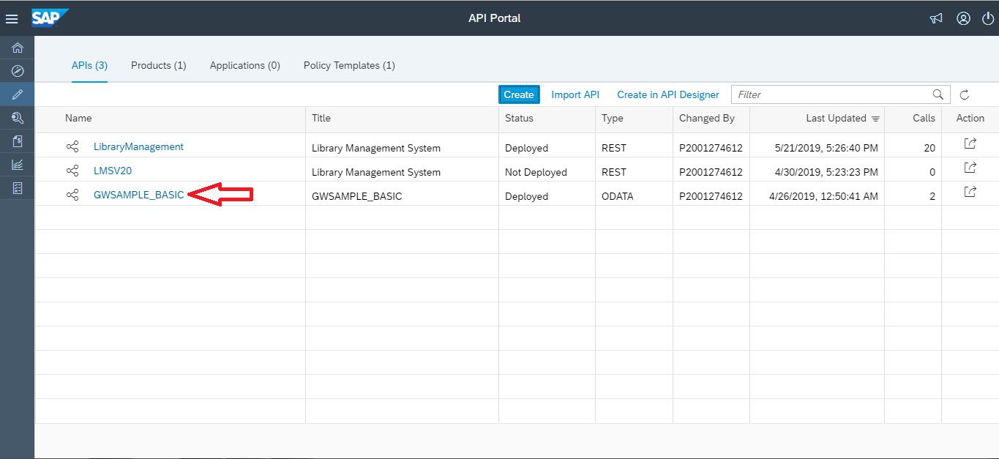 SAP API Portal
APIs (3) Products (1) Applications (0) Policy Templates (1)
Create Import API Create in API Designer Filter
Name Title Status Type Changed By Last Updated Calls Action
LibraryManagement Library Management System Deployed REST P2001274612 5/21/2019, 5:26:40 PM 20
LMSV20 Library Management System Not Deployed REST P2001274612 4/30/2019, 5:23:23 PM 0
GWSAMPLE_BASIC GWSAMPLE_BASIC Deployed ODATA P2001274612 4/26/2019, 12:50:41 AM 2